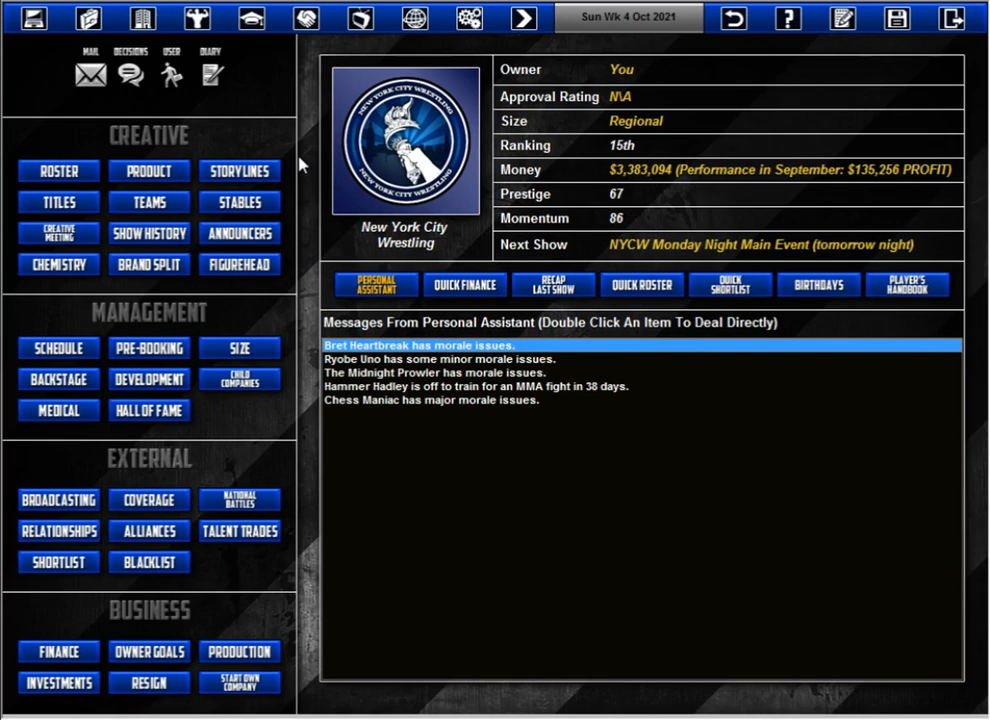 Sun Wk 4 Oct 2021
MAIL DECISIONS USER DIARY
CREATIVE
ROSTER PRODUCT STORYLINES
TITLES TEAMS STABLES
CREATIVE MEETING SHOW HISTORY ANNOUNCERS
CHEMISTRY BRAND SPLIT FIGUREHEAD
MANAGEMENT
SCHEDULE PRE-BOOKING SIZE
BACKSTAGE DEVELOPMENT CHILD COMPANIES
MEDICAL HALL OF FAME
EXTERNAL
BROADCASTING COVERAGE NATIONAL BATTLES
RELATIONSHIPS ALLIANCES TALENT TRADES
SHORTLIST BLACKLIST
BUSINESS
FINANCE OWNER GOALS PRODUCTION
INVESTMENTS RESIGN START OWN COMPANY
NEW YORK CITY WRESTLING
NEW YORK CITY WRESTLING
New York City
Wrestling
Owner You
Approval Rating N\A
Size Regional
Ranking 15th
Money $3,383,094 (Performance in September: $135,256 PROFIT)
Prestige 67
Momentum 86
Next Show NYCW Monday Night Main Event (tomorrow night)
PERSONAL ASSISTANT QUICK FINANCE RECAP LAST SHOW QUICK ROSTER QUICK SHORTLIST BIRTHDAYS PLAYER'S HANDBOOK
Messages From Personal Assistant (Double Click An Item To Deal Directly)
Bret Heartbreak has morale issues.
Ryobe Uno has some minor morale issues.
The Midnight Prowler has morale issues.
Hammer Hadley is off to train for an MMA fight in 38 days.
Chess Maniac has major morale issues.